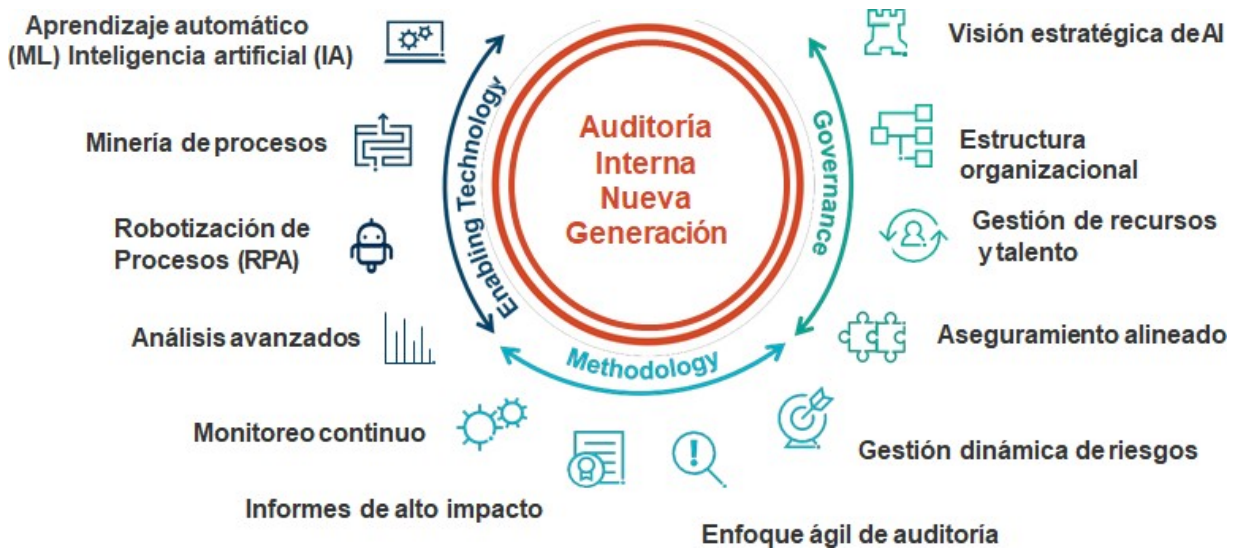 Aprendizaje automático
(ML) Inteligencia artificial (IA)
Minería de procesos
Robotización de
Procesos (RPA)
Análisis avanzados
Monitoreo continuo
Informes de alto impacto
Enabling Technology
Auditoría
Interna
Nueva
Generación
Governance
Methodology
Visión estratégica de AI
Estructura
organizacional
Gestión de recursos
y talento
Aseguramiento alineado
Gestión dinámica de riesgos
Enfoque ágil de auditoría